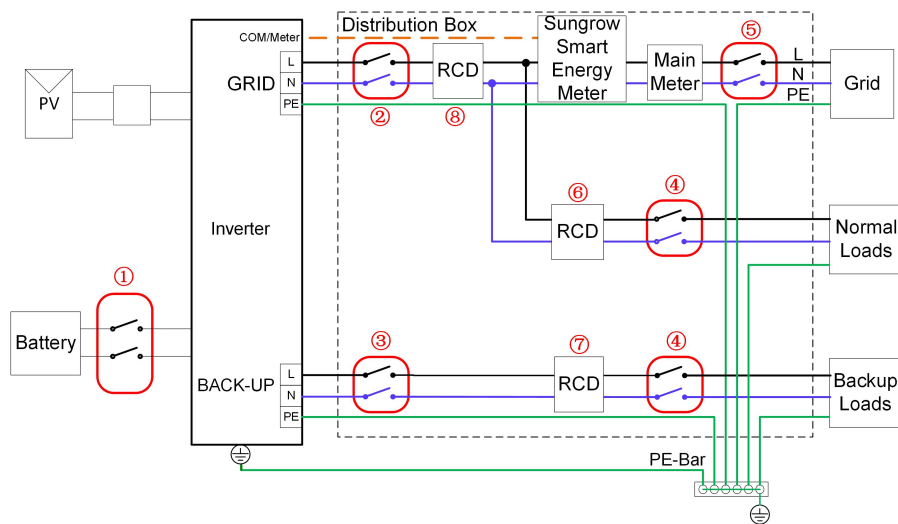 Distribution Box
COM/Meter
Sungrow
Smart
Energy
Meter
⑤
L
GRID
N
PE
②
RCD
⑧
Main
Meter
L
N
PE
Grid
PV
⑥
RCD
④
Normal
Loads
Inverter
①
Battery
③
⑦
④
L
BACK-UP
N
PE
RCD
Backup
Loads
PE-Bar